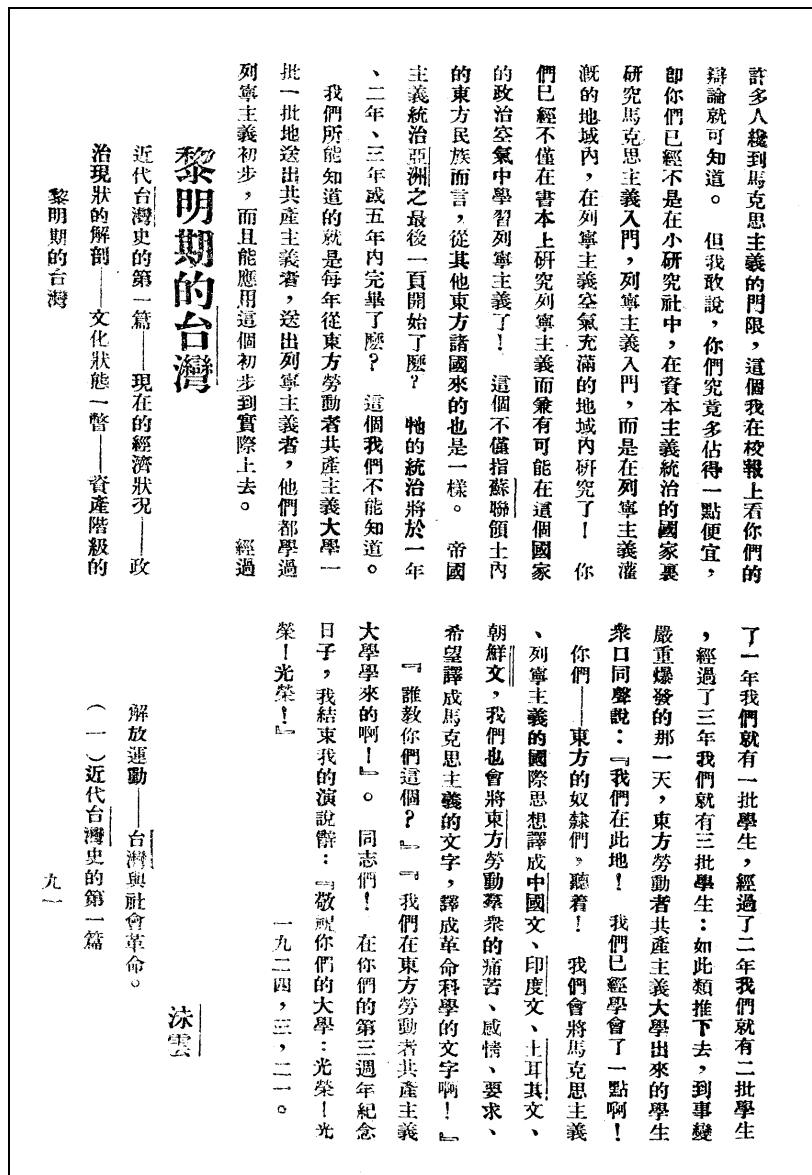 許多人纔到馬克思主義的門限，這個我在校報上看你們的
辯論就可知道。　但我敢說，你們究竟多佔得一點便宜，
卽你們已經不是在小研究社中，在資本主義統治的國家裏
研究馬克思主義入門，列寧主義入門，而是在列寧主義灌
漑的地域內，在列寧主義空氣充滿的地域內硏究了！　你
們已經不僅在書本上研究列寧主義而兼有可能在這個國家
的政治空氣中學習列寧主義了！　這個不僅指蘇聯領土內
的東方民族而言，從其他東方諸國來的也是一樣。　帝國
主義統治亞洲之最後一頁開始了麼？　牠的統治將於一年
、二年、三年或五年內完畢了麼？　這個我們不能知道。
　我們所能知道的就是每年從東方勞動者共產主義大學一
批一批地送出共產主義者，送出列寧主義者，他們都學過
列寧主義初步，而且能應用這個初步到實際上去。　經過
了一年我們就有一批學生，經過了二年我們就有二批學生
，經過了三年我們就有三批學生：如此類推下去，到事變
嚴重爆發的那一天，東方勞動者共產主義大學出來的學生
衆口同聲說：『我們在此地！　我們已經學會了一點啊！
　你們——東方的奴隸們，聽着！　我們會將馬克思主義
、列寧主義的國際思想譯成中國文、印度文、土耳其文、
朝鮮文，我們也會將東方勞動羣衆的痛苦、感情、要求、
希望譯成馬克思主義的文字，譯成革命科學的文字啊！』
　『誰敎你們這個？』『我們在東方勞動者共產主義
大學學來的啊！』。　同志們！　在你們的第三週年紀念
日子，我結束我的演說辭：『敬祝你們的大學：光榮！光
榮！光榮！』
一九二四，三，二一。
黎明期的台灣
沫雲
近代台灣史的第一篇——現在的經濟狀況——政
治現狀的解剖——文化狀態一瞥——資產階級的
解放運動——台灣與社會革命。
（一）近代台灣史的第一篇
黎明期的台灣
九一